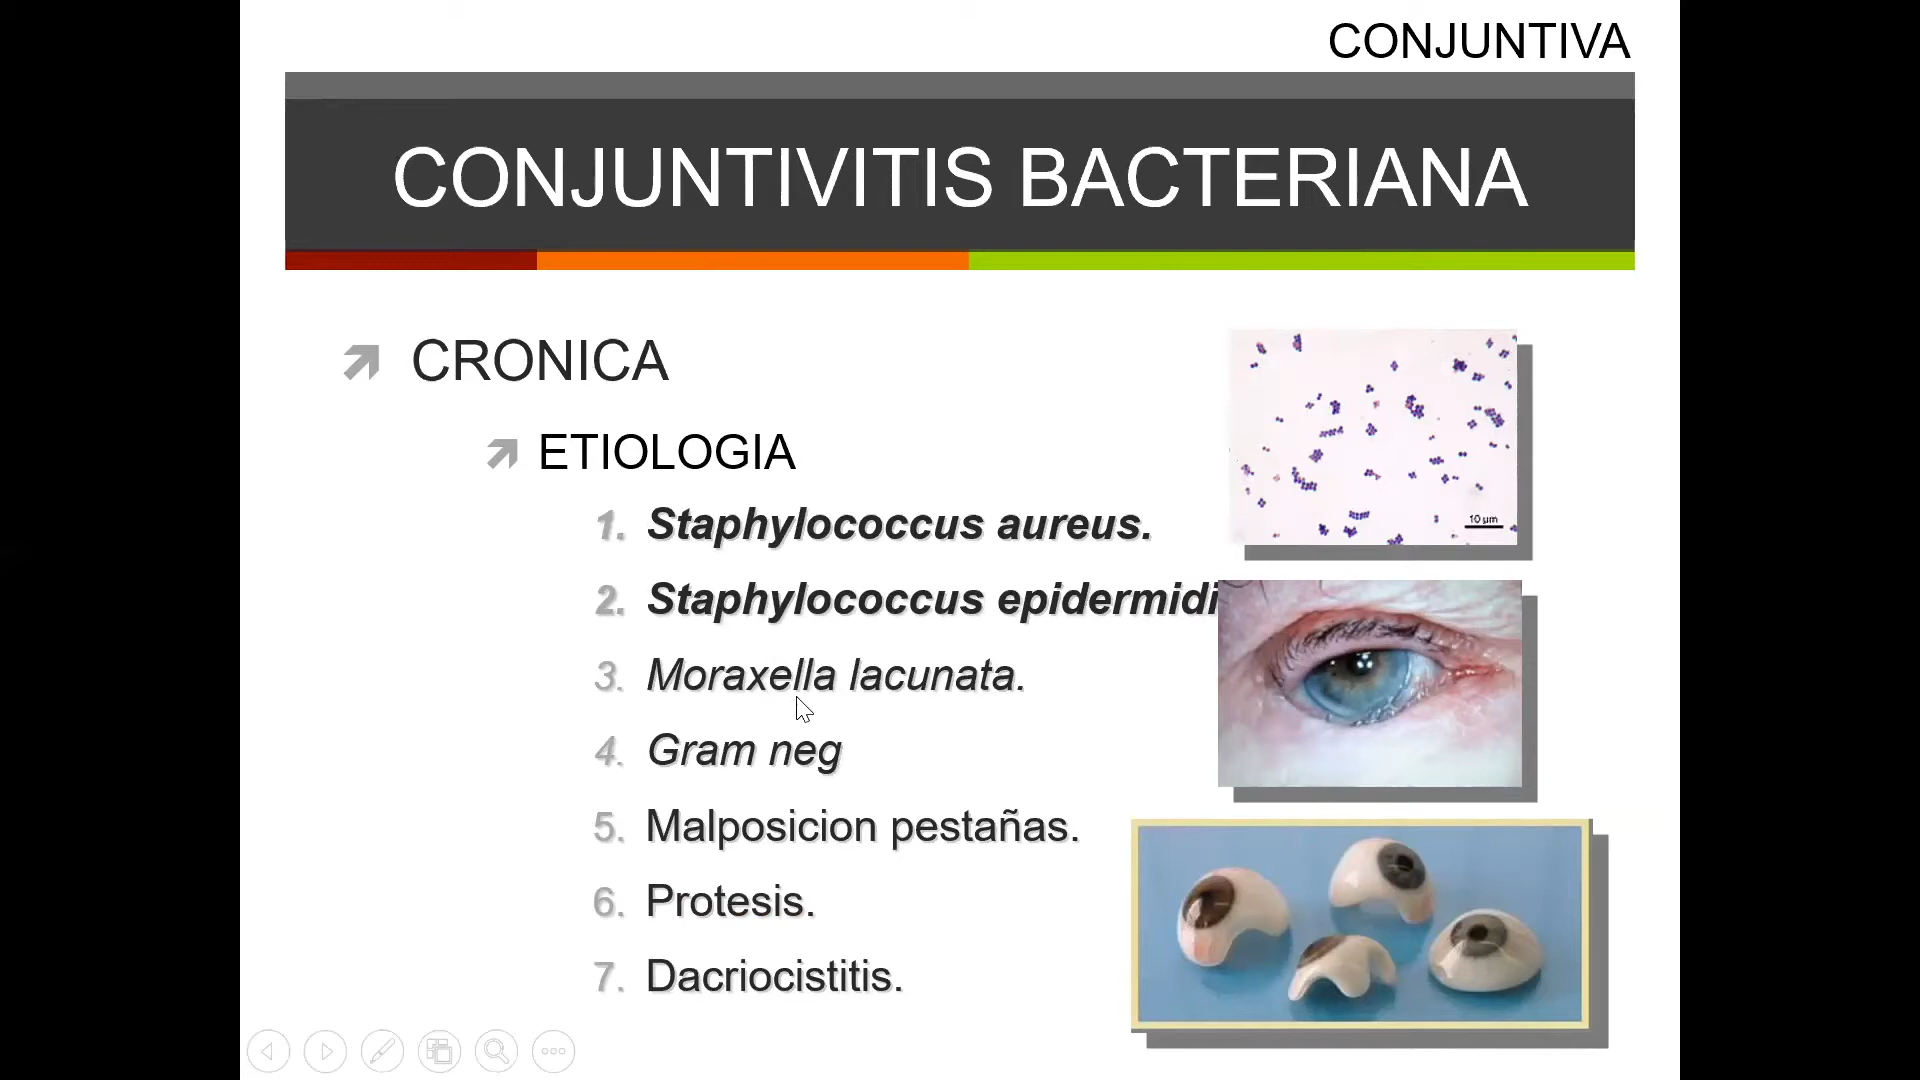 CONJUNTIVA
CONJUNTIVITIS BACTERIANA
CRONICA
ETIOLOGIA
1. Staphylococcus aureus.
2. Staphylococcus epidermidi
3. Moraxella lacunata.
4. Gram neg
5. Malposicion pestañas.
6. Protesis.
7. Dacriocistitis.
10 µm